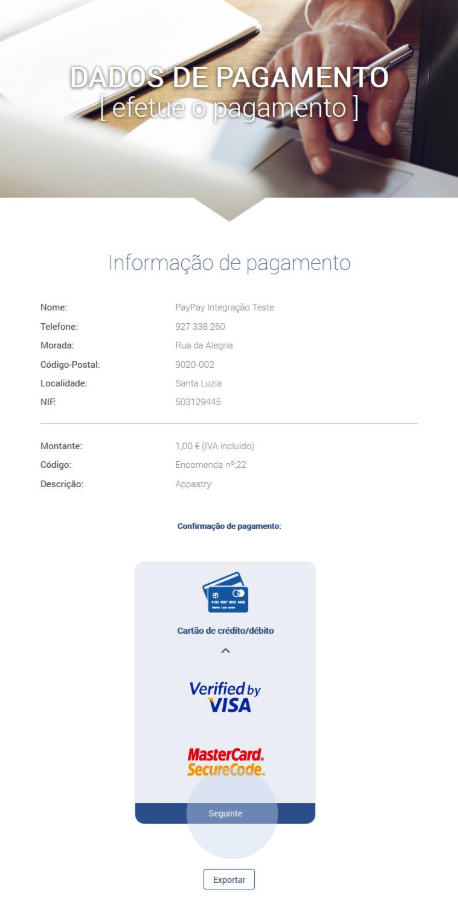 DADOS DE PAGAMENTO
[ efetue o pagamento ]
Informação de pagamento
Nome: PayPay Integração Teste
Telefone: 927 338 260
Morada: Rua da Alegria
Código-Postal: 9020-002
Localidade: Santa Luzia
NIF: 503129445
Montante: 1,00 € (IVA incluído)
Código: Encomenda nº:22
Descrição: Appastry
Confirmação de pagamento:
Cartão de crédito/débito
Verified by
VISA
MasterCard.
SecureCode.
Seguinte
Exportar